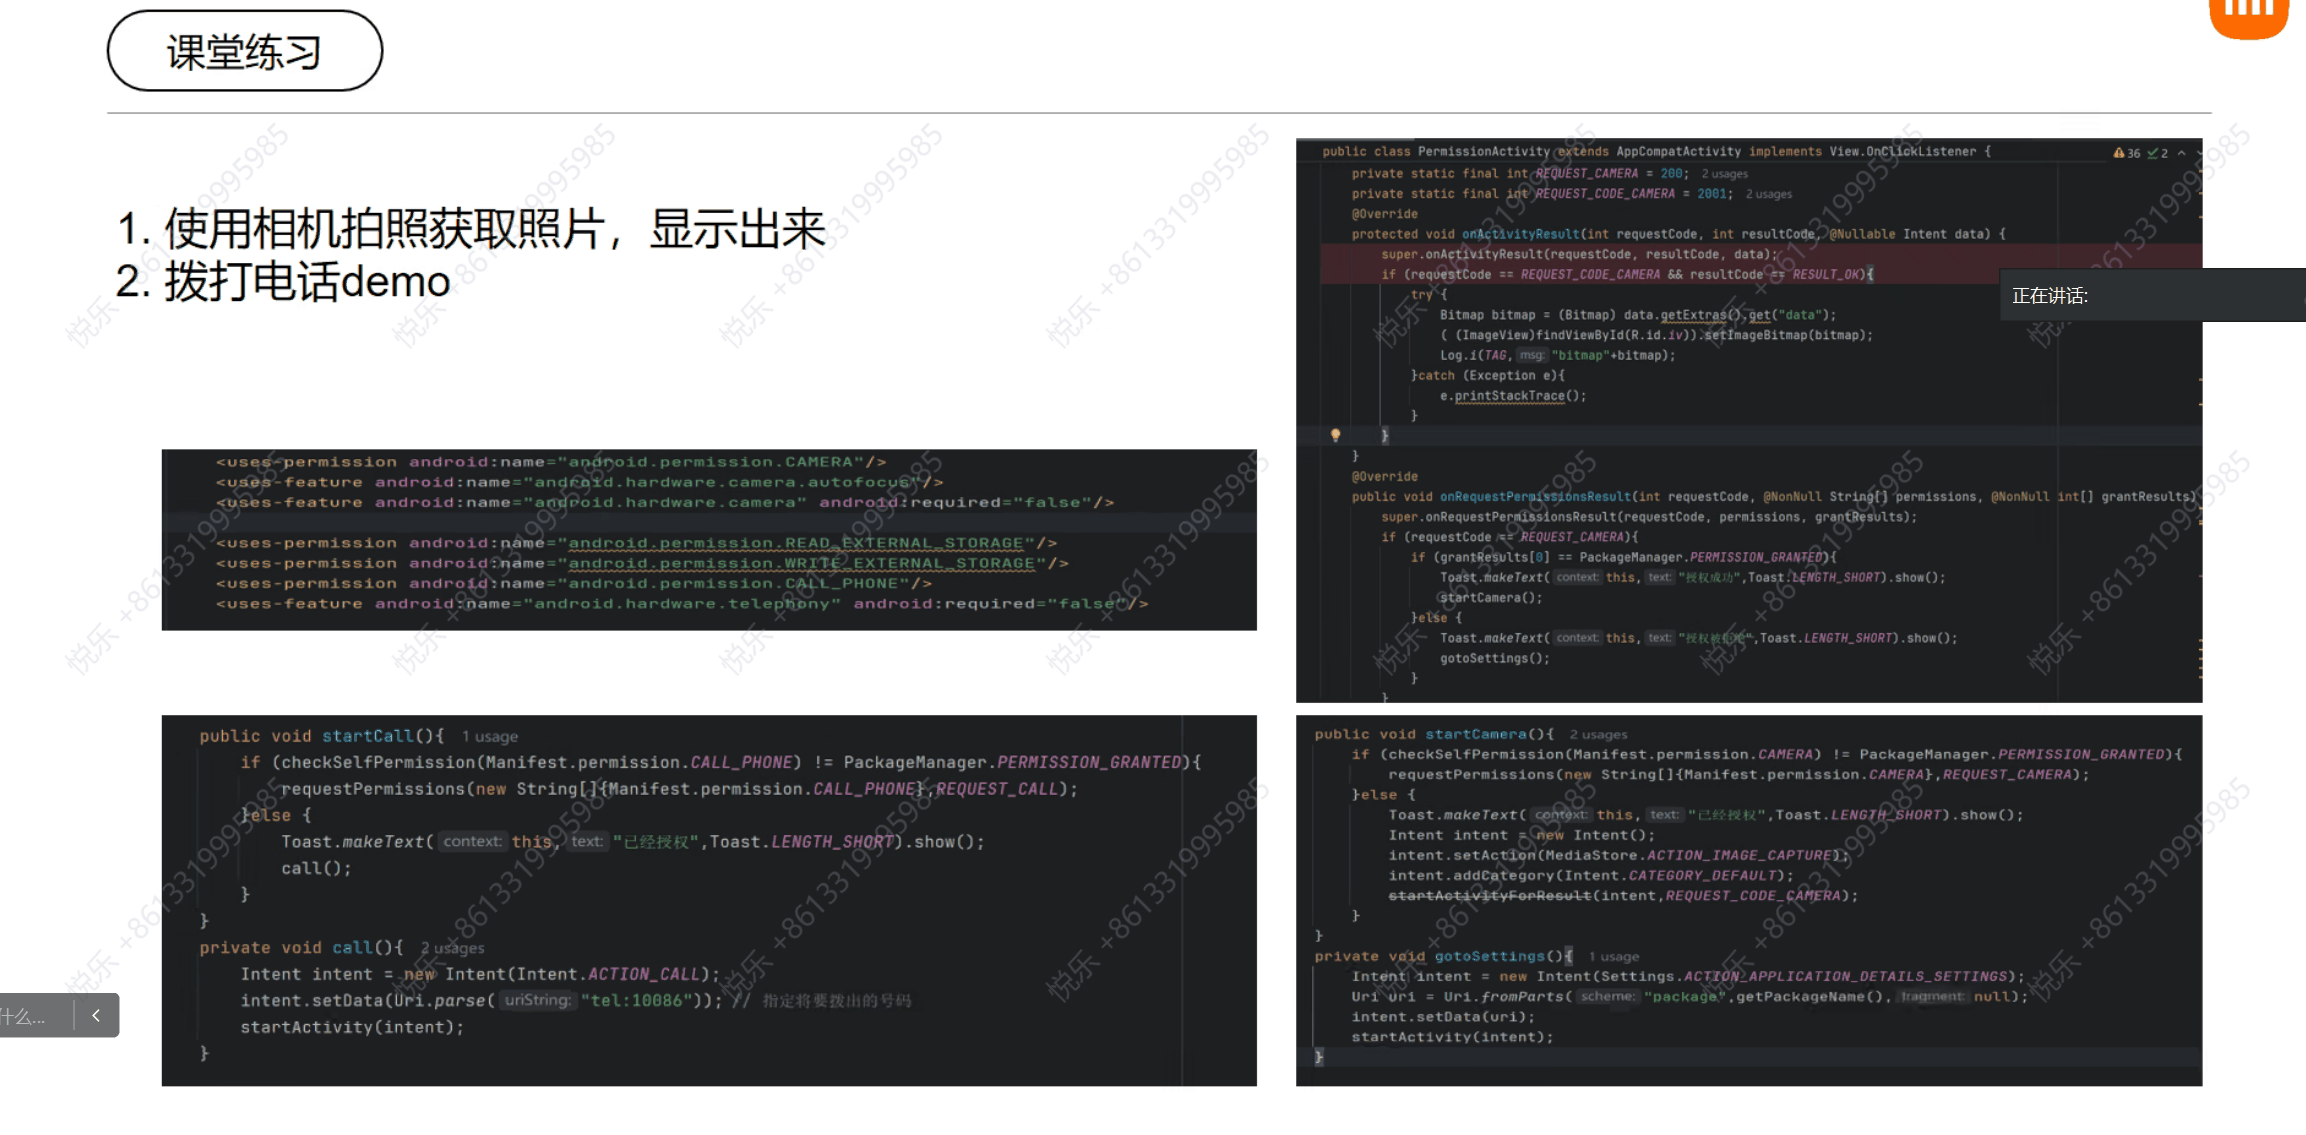 课堂练习
1. 使用相机拍照获取照片，显示出来
2. 拨打电话demo
<uses-permission android:name="android.permission.CAMERA"/>
<uses-feature android:name="android.hardware.camera.autofocus"/>
<uses-feature android:name="android.hardware.camera" android:required="false"/>
<uses-permission android:name="android.permission.READ_EXTERNAL_STORAGE"/>
<uses-permission android:name="android.permission.WRITE_EXTERNAL_STORAGE"/>
<uses-permission android:name="android.permission.CALL_PHONE"/>
<uses-feature android:name="android.hardware.telephony" android:required="false"/>
public void startCall(){ 1 usage
if (checkSelfPermission(Manifest.permission.CALL_PHONE) != PackageManager.PERMISSION_GRANTED){
requestPermissions(new String[]{Manifest.permission.CALL_PHONE},REQUEST_CALL);
}else {
Toast.makeText( context: this, text: "已经授权",Toast.LENGTH_SHORT).show();
call();
}
}
private void call(){ 2 usages
Intent intent = new Intent(Intent.ACTION_CALL);
intent.setData(Uri.parse( uriString: "tel:10086")); // 指定将要拨出的号码
startActivity(intent);
}
public class PermissionActivity extends AppCompatActivity implements View.OnClickListener {
36 2
private static final int REQUEST_CAMERA = 200; 2 usages
private static final int REQUEST_CODE_CAMERA = 2001; 2 usages
@Override
protected void onActivityResult(int requestCode, int resultCode, @Nullable Intent data) {
super.onActivityResult(requestCode, resultCode, data);
if (requestCode == REQUEST_CODE_CAMERA && resultCode == RESULT_OK){
try {
Bitmap bitmap = (Bitmap) data.getExtras().get("data");
( (ImageView)findViewById(R.id.iv)).setImageBitmap(bitmap);
Log.i(TAG, msg: "bitmap"+bitmap);
}catch (Exception e){
e.printStackTrace();
}
}
}
@Override
public void onRequestPermissionsResult(int requestCode, @NonNull String[] permissions, @NonNull int[] grantResults)
super.onRequestPermissionsResult(requestCode, permissions, grantResults);
if (requestCode == REQUEST_CAMERA){
if (grantResults[0] == PackageManager.PERMISSION_GRANTED){
Toast.makeText( context: this, text: "授权成功",Toast.LENGTH_SHORT).show();
startCamera();
}else {
Toast.makeText( context: this, text: "授权被拒绝",Toast.LENGTH_SHORT).show();
gotoSettings();
}
}
public void startCamera(){ 2 usages
if (checkSelfPermission(Manifest.permission.CAMERA) != PackageManager.PERMISSION_GRANTED){
requestPermissions(new String[]{Manifest.permission.CAMERA},REQUEST_CAMERA);
}else {
Toast.makeText( context: this, text: "已经授权",Toast.LENGTH_SHORT).show();
Intent intent = new Intent();
intent.setAction(MediaStore.ACTION_IMAGE_CAPTURE);
intent.addCategory(Intent.CATEGORY_DEFAULT);
startActivityForResult(intent,REQUEST_CODE_CAMERA);
}
}
private void gotoSettings(){ 1 usage
Intent intent = new Intent(Settings.ACTION_APPLICATION_DETAILS_SETTINGS);
Uri uri = Uri.fromParts( scheme: "package",getPackageName(), fragment: null);
intent.setData(uri);
startActivity(intent);
}
正在讲话:
什么...
悦乐 +8613319995985